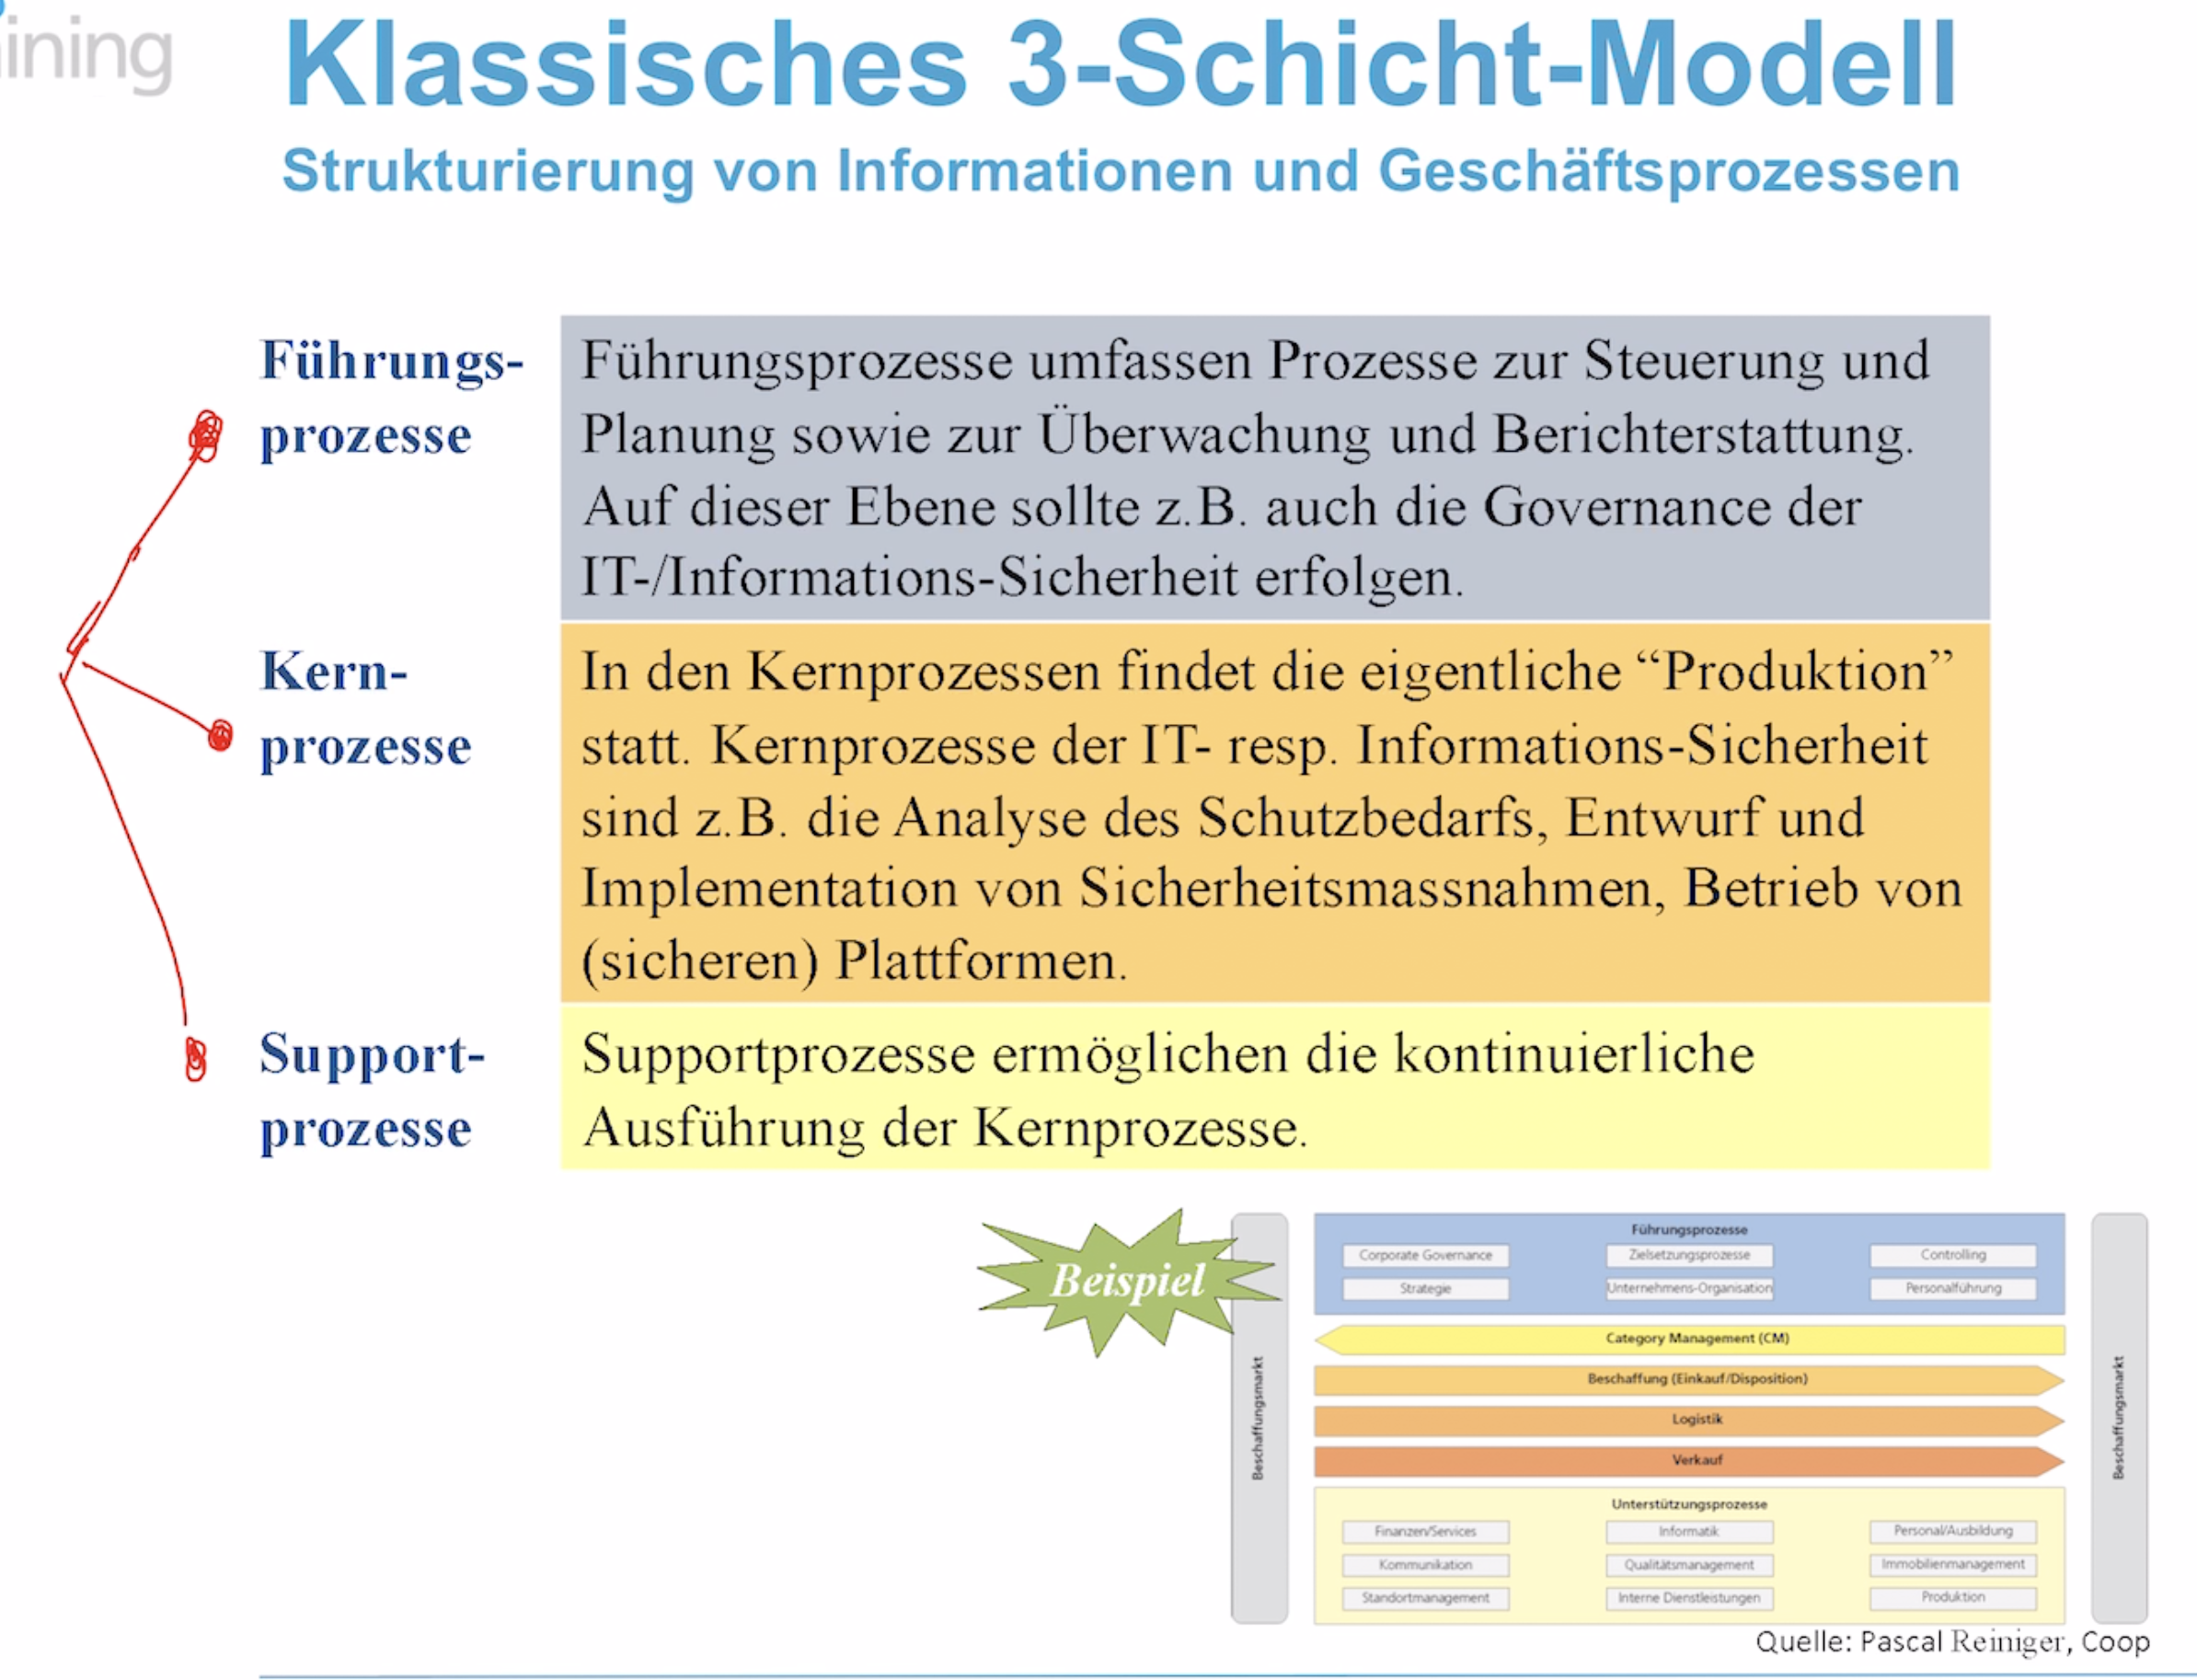 ining
Klassisches 3-Schicht-Modell
Strukturierung von Informationen und Geschäftsprozessen
Führungs-
prozesse
Führungsprozesse umfassen Prozesse zur Steuerung und
Planung sowie zur Überwachung und Berichterstattung.
Auf dieser Ebene sollte z.B. auch die Governance der
IT-/Informations-Sicherheit erfolgen.
Kern-
prozesse
In den Kernprozessen findet die eigentliche “Produktion”
statt. Kernprozesse der IT- resp. Informations-Sicherheit
sind z.B. die Analyse des Schutzbedarfs, Entwurf und
Implementation von Sicherheitsmassnahmen, Betrieb von
(sicheren) Plattformen.
Support-
prozesse
Supportprozesse ermöglichen die kontinuierliche
Ausführung der Kernprozesse.
Beispiel
Beschaffungsmarkt
Führungsprozesse
Corporate Governance
Zielsetzungsprozesse
Controlling
Strategie
Unternehmens-Organisation
Personalführung
Category Management (CM)
Beschaffung (Einkauf/Disposition)
Logistik
Verkauf
Unterstützungsprozesse
Finanzen/Services
Informatik
Personal/Ausbildung
Kommunikation
Qualitätsmanagement
Immobilienmanagement
Standortmanagement
Interne Dienstleistungen
Produktion
Beschaffungsmarkt
Quelle: Pascal Reiniger, Coop